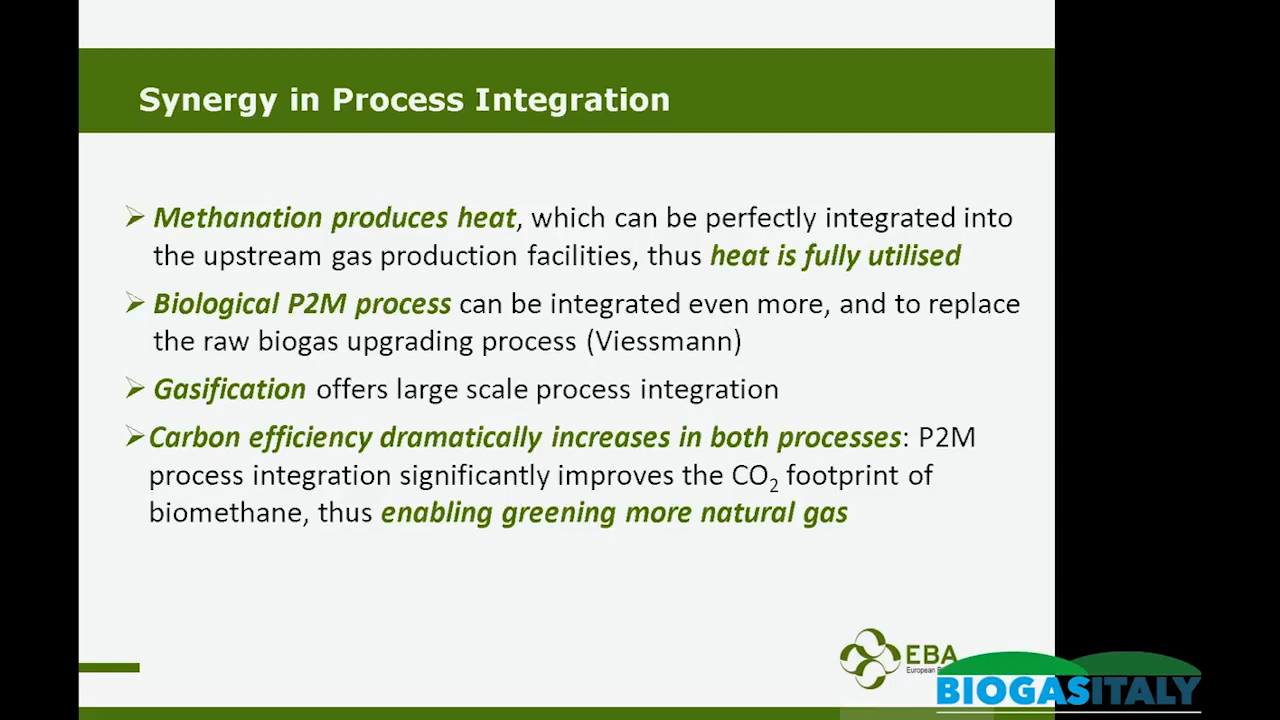 Synergy in Process Integration
➢ Methanation produces heat, which can be perfectly integrated into
the upstream gas production facilities, thus heat is fully utilised
➢ Biological P2M process can be integrated even more, and to replace
the raw biogas upgrading process (Viessmann)
➢ Gasification offers large scale process integration
➢ Carbon efficiency dramatically increases in both processes: P2M
process integration significantly improves the CO₂ footprint of
biomethane, thus enabling greening more natural gas
EBA
European
BIOGASITALY